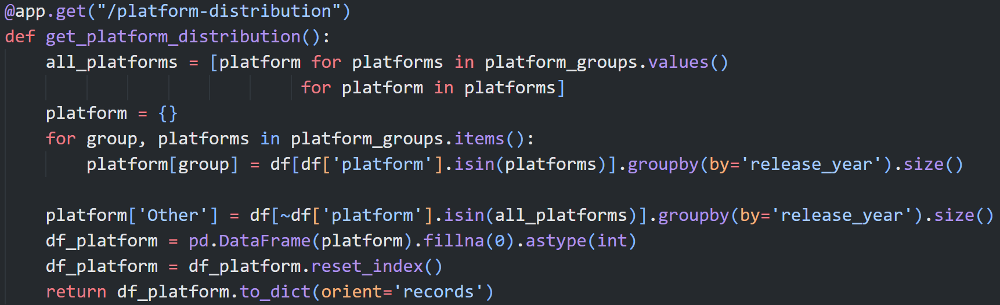 @app.get("/platform-distribution")
def get_platform_distribution():
    all_platforms = [platform for platforms in platform_groups.values()
                         for platform in platforms]
    platform = {}
    for group, platforms in platform_groups.items():
        platform[group] = df[df['platform'].isin(platforms)].groupby(by='release_year').size()

    platform['Other'] = df[~df['platform'].isin(all_platforms)].groupby(by='release_year').size()
    df_platform = pd.DataFrame(platform).fillna(0).astype(int)
    df_platform = df_platform.reset_index()
    return df_platform.to_dict(orient='records')